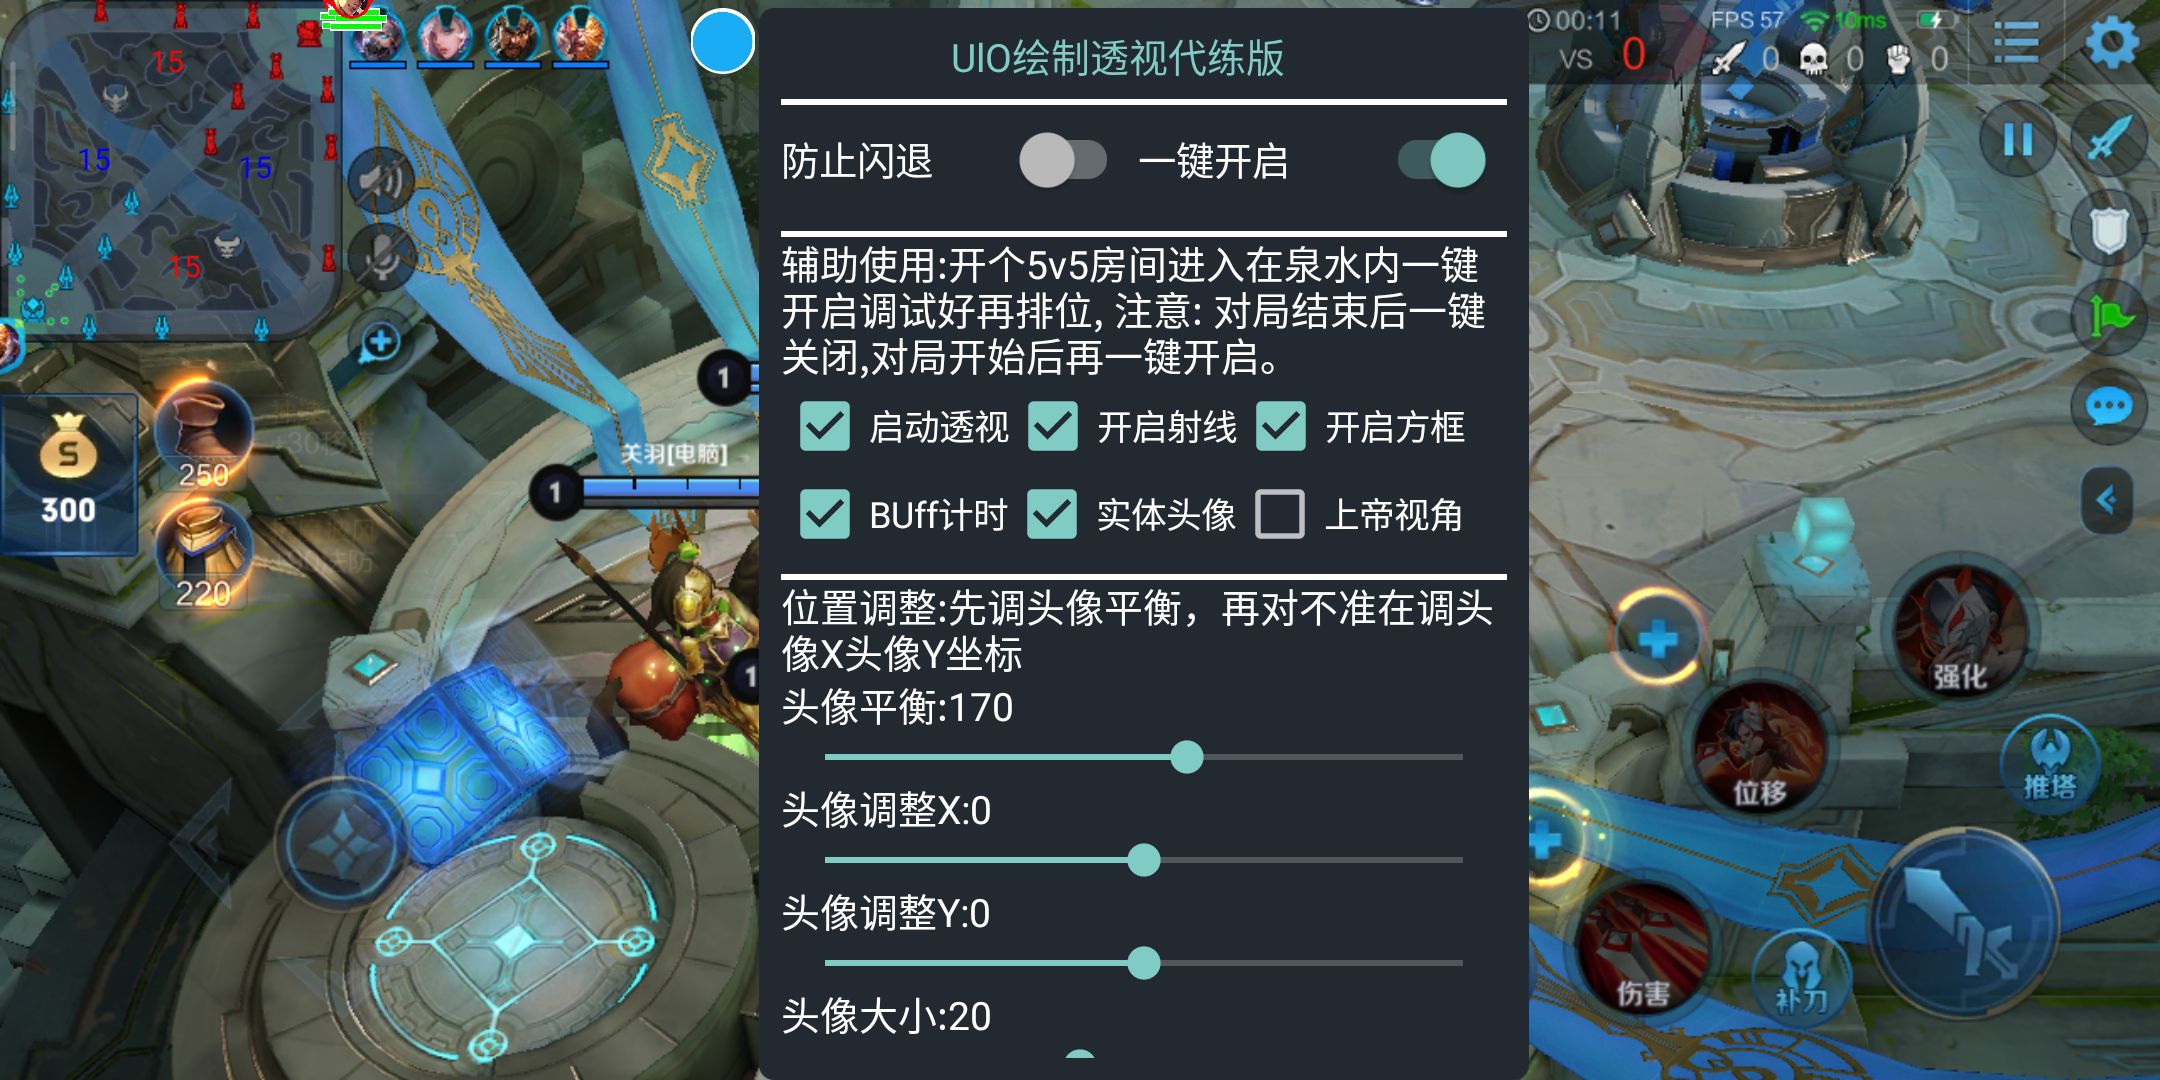 15
15
15
15
UIO绘制透视代练版
00:11
FPS 57
10ms
VS
0
0
0
0
防止闪退
一键开启
辅助使用:开个5v5房间进入在泉水内一键
开启调试好再排位, 注意: 对局结束后一键
关闭,对局开始后再一键开启。
启动透视
开启射线
开启方框
BUff计时
实体头像
上帝视角
位置调整:先调头像平衡，再对不准在调头
像X头像Y坐标
头像平衡:170
头像调整X:0
头像调整Y:0
头像大小:20
1
关羽[电脑]
1
1
S
300
250
220
强化
位移
推塔
伤害
补刀